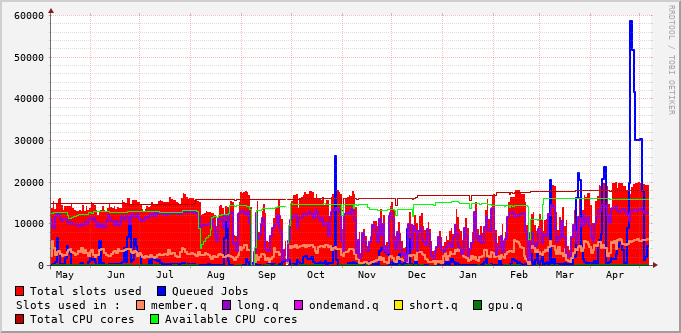 60000
50000
40000
30000
20000
10000
0
May Jun Jul Aug Sep Oct Nov Dec Jan Feb Mar Apr
RRDTOOL / TOBI OETIKER
Total slots used Queued Jobs
Slots used in : member.q long.q ondemand.q short.q gpu.q
Total CPU cores Available CPU cores